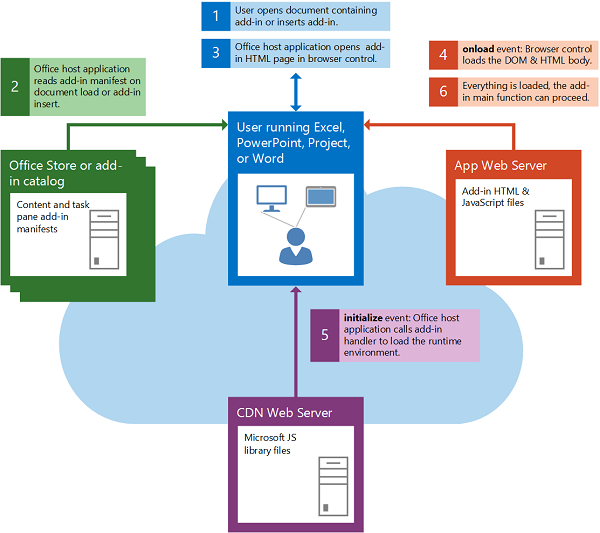 1
User opens document containing
add-in or inserts add-in.
3
Office host application opens add-
in HTML page in browser control.
2
Office host application
reads add-in manifest on
document load or add-in
insert.
4
onload event: Browser control
loads the DOM & HTML body.
6
Everything is loaded, the add-
in main function can proceed.
Office Store or add-
in catalog
Content and task
pane add-in
manifests
User running Excel,
PowerPoint, Project,
or Word
App Web Server
Add-in HTML &
JavaScript files
5
initialize event: Office host
application calls add-in
handler to load the runtime
environment.
CDN Web Server
Microsoft JS
library files